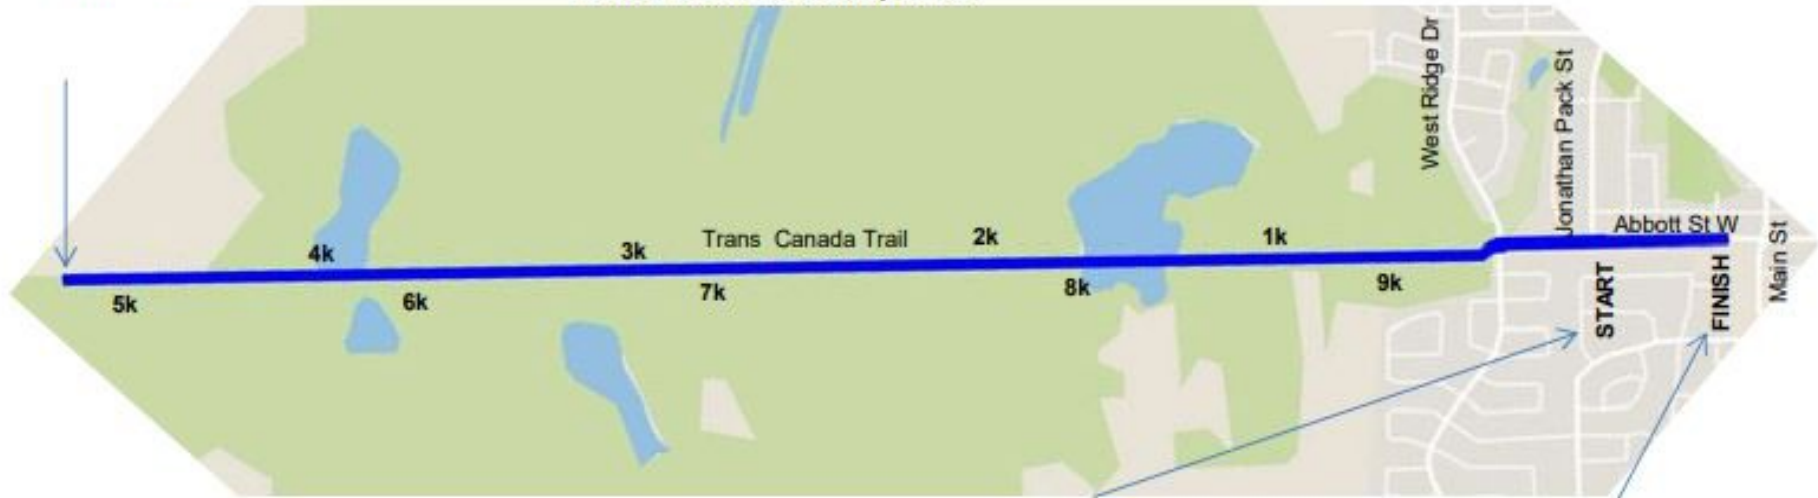 West Ridge Dr
Jonathan Pack St
Abbott St W
Main St
4k
3k
Trans Canada Trail
2k
1k
5k
6k
7k
8k
9k
START
FINISH